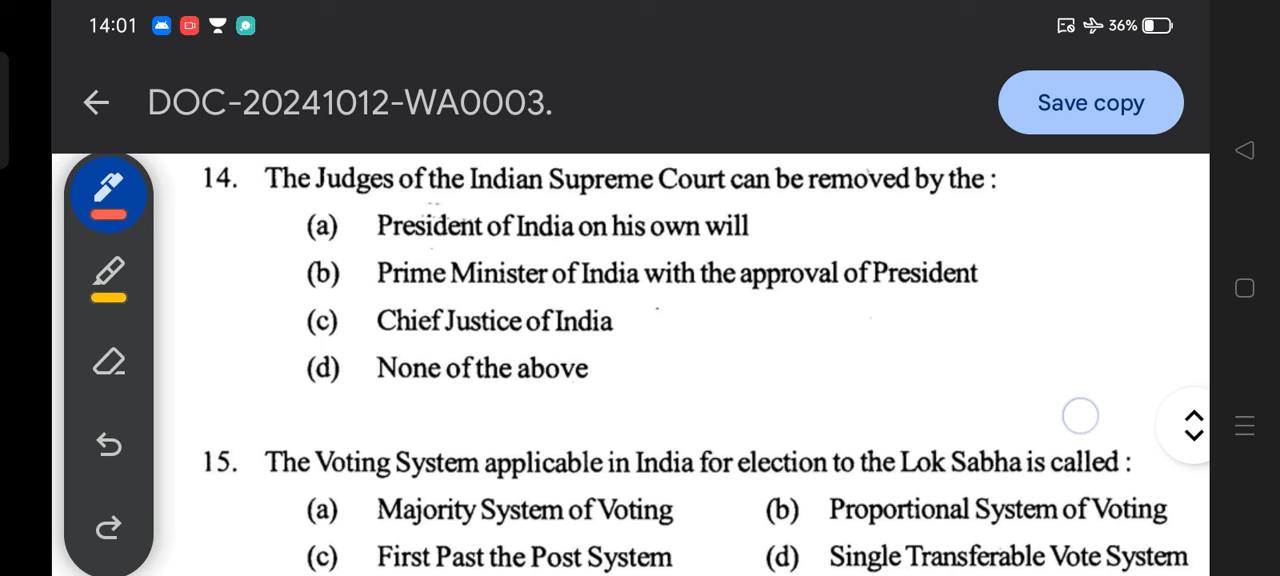 14:01 36%
DOC-20241012-WA0003. Save copy
14. The Judges of the Indian Supreme Court can be removed by the :
(a) President of India on his own will
(b) Prime Minister of India with the approval of President
(c) Chief Justice of India
(d) None of the above
15. The Voting System applicable in India for election to the Lok Sabha is called :
(a) Majority System of Voting (b) Proportional System of Voting
(c) First Past the Post System (d) Single Transferable Vote System